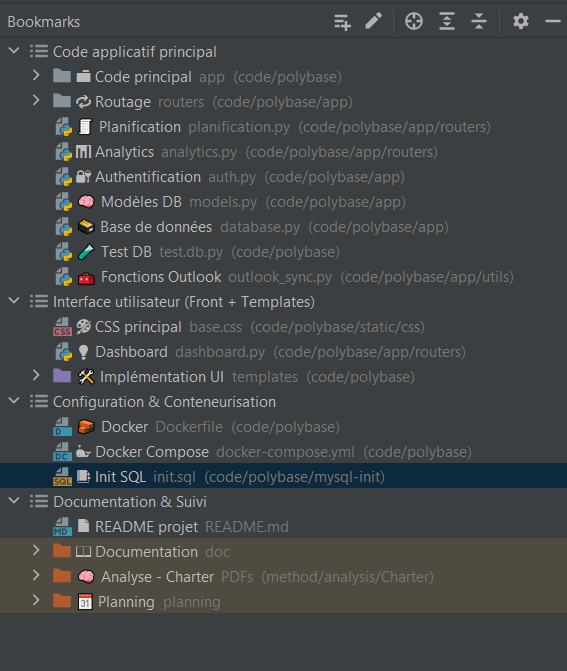 Bookmarks
Code applicatif principal
Code principal app (code/polybase)
Routage routers (code/polybase/app)
Planification planification.py (code/polybase/app/routers)
Analytics analytics.py (code/polybase/app/routers)
Authentification auth.py (code/polybase/app)
Modèles DB models.py (code/polybase/app)
Base de données database.py (code/polybase/app)
Test DB test.db.py (code/polybase)
Fonctions Outlook outlook_sync.py (code/polybase/app/utils)
Interface utilisateur (Front + Templates)
CSS CSS principal base.css (code/polybase/static/css)
Dashboard dashboard.py (code/polybase/app/routers)
Implémentation UI templates (code/polybase)
Configuration & Conteneurisation
D Docker Dockerfile (code/polybase)
DC Docker Compose docker-compose.yml (code/polybase)
SQL Init SQL init.sql (code/polybase/mysql-init)
Documentation & Suivi
MD README projet README.md
Documentation doc
Analyse - Charter PDFs (method/analysis/Charter)
31 Planning planning